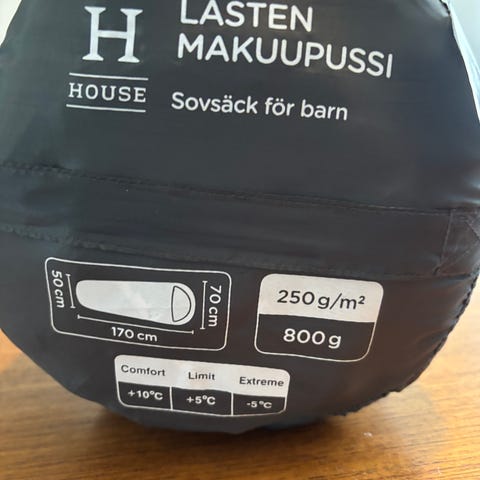 H
HOUSE
LASTEN
MAKUUPUSSI
Sovsäck för barn
50 cm
70 cm
170 cm
250 g/m²
800 g
Comfort Limit Extreme
+10°C +5°C -5°C